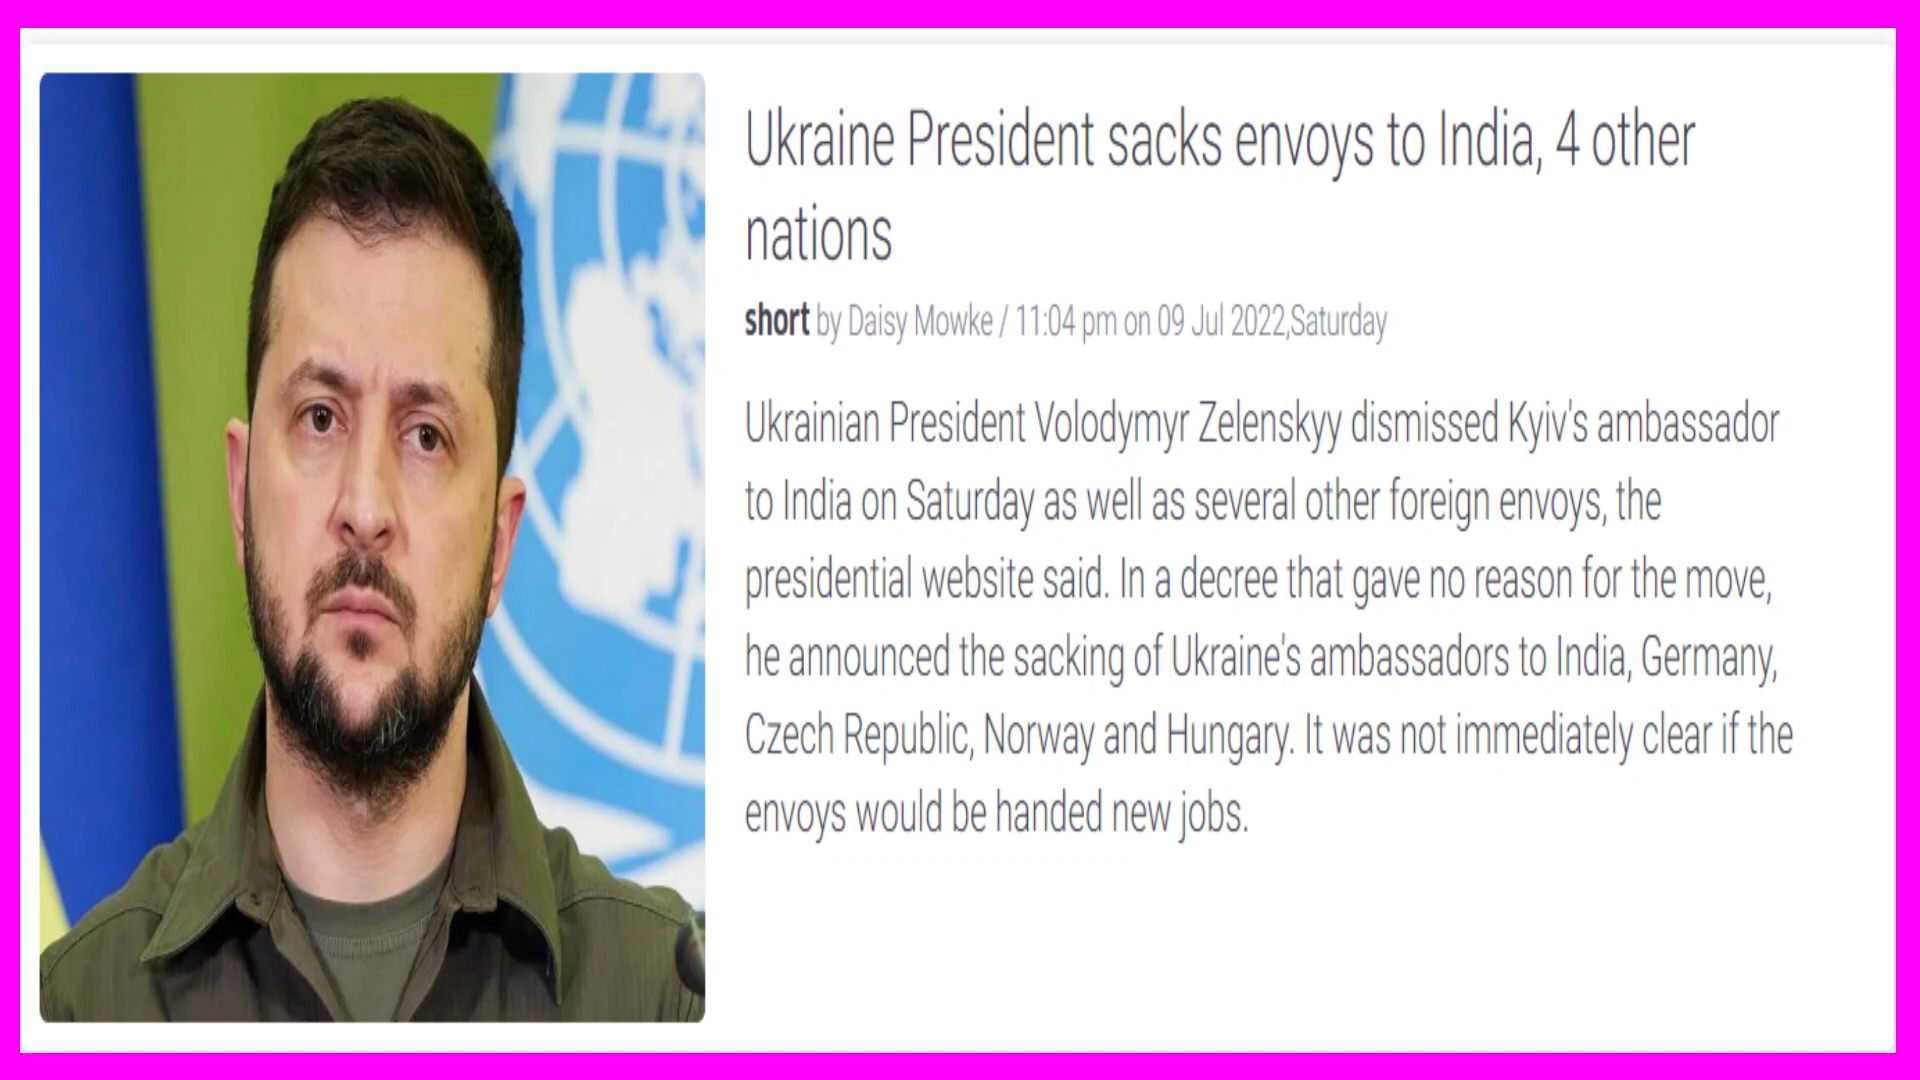 Ukraine President sacks envoys to India, 4 other
nations
short by Daisy Mowke / 11:04 pm on 09 Jul 2022,Saturday
Ukrainian President Volodymyr Zelenskyy dismissed Kyiv's ambassador
to India on Saturday as well as several other foreign envoys, the
presidential website said. In a decree that gave no reason for the move,
he announced the sacking of Ukraine's ambassadors to India, Germany,
Czech Republic, Norway and Hungary. It was not immediately clear if the
envoys would be handed new jobs.